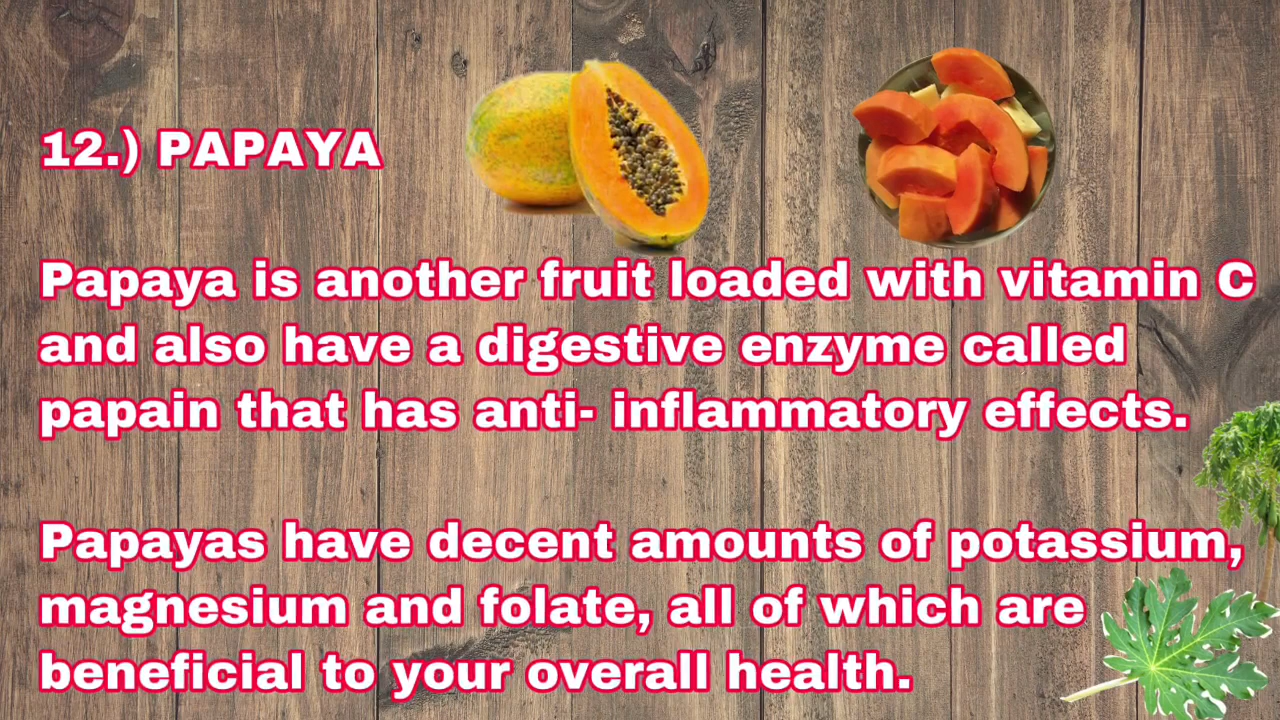 12.) PAPAYA
Papaya is another fruit loaded with vitamin C
and also have a digestive enzyme called
papain that has anti- inflammatory effects.
Papayas have decent amounts of potassium,
magnesium and folate, all of which are
beneficial to your overall health.